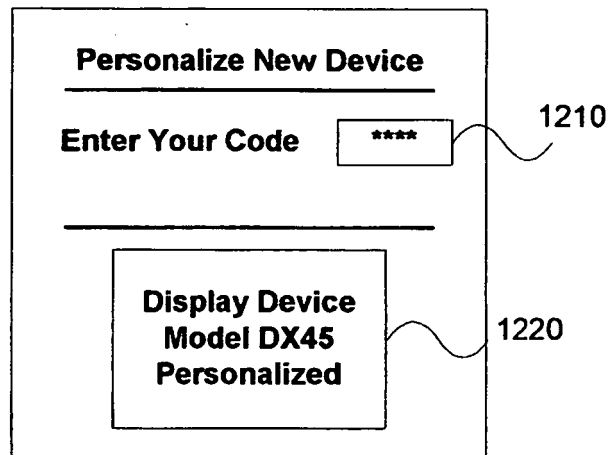 Personalize New Device
Enter Your Code
****
1210
Display Device
Model DX45
Personalized
1220